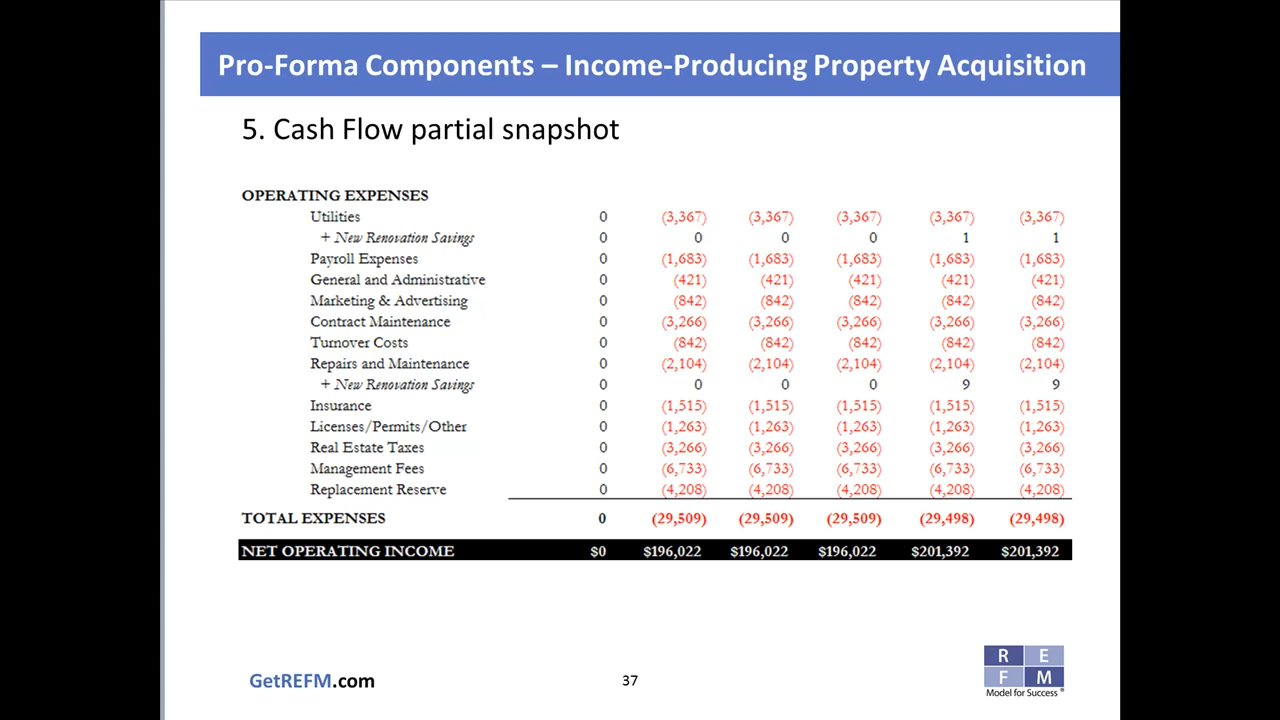 Pro-Forma Components – Income-Producing Property Acquisition
5. Cash Flow partial snapshot
OPERATING EXPENSES
Utilities 0 (3,367) (3,367) (3,367) (3,367) (3,367)
+ New Renovation Savings 0 0 0 0 1 1
Payroll Expenses 0 (1,683) (1,683) (1,683) (1,683) (1,683)
General and Administrative 0 (421) (421) (421) (421) (421)
Marketing & Advertising 0 (842) (842) (842) (842) (842)
Contract Maintenance 0 (3,266) (3,266) (3,266) (3,266) (3,266)
Turnover Costs 0 (842) (842) (842) (842) (842)
Repairs and Maintenance 0 (2,104) (2,104) (2,104) (2,104) (2,104)
+ New Renovation Savings 0 0 0 0 9 9
Insurance 0 (1,515) (1,515) (1,515) (1,515) (1,515)
Licenses/Permits/Other 0 (1,263) (1,263) (1,263) (1,263) (1,263)
Real Estate Taxes 0 (3,266) (3,266) (3,266) (3,266) (3,266)
Management Fees 0 (6,733) (6,733) (6,733) (6,733) (6,733)
Replacement Reserve 0 (4,208) (4,208) (4,208) (4,208) (4,208)
TOTAL EXPENSES 0 (29,509) (29,509) (29,509) (29,498) (29,498)
NET OPERATING INCOME $0 $196,022 $196,022 $196,022 $201,392 $201,392
GetREFM.com
37
R E
F M
Model for Success ®